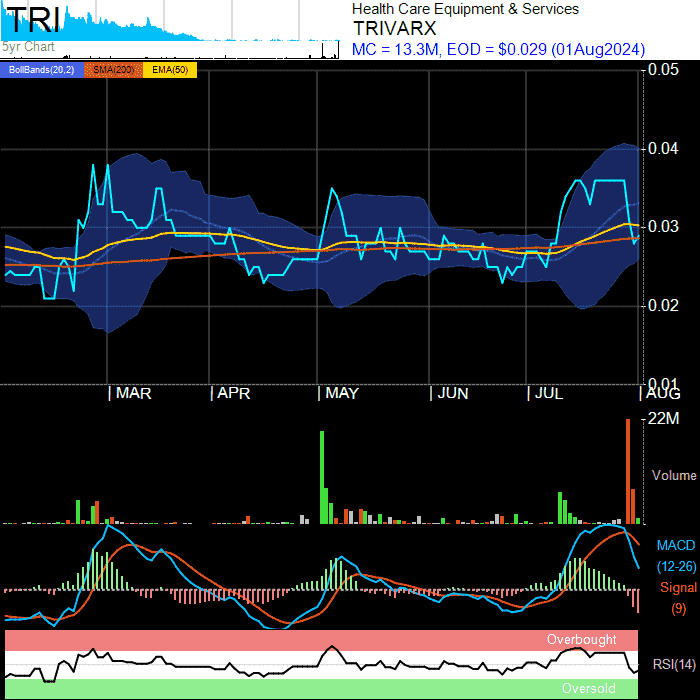 TRI
5yr Chart
Health Care Equipment & Services
TRIVARX
MC = 13.3M, EOD = $0.029 (01Aug2024)
BollBands(20,2) SMA(200) EMA(50)
0.05
0.04
0.03
0.02
0.01
MAR APR MAY JUN JUL AUG
22M
Volume
MACD
(12-26)
Signal
(9)
Overbought
RSI(14)
Oversold